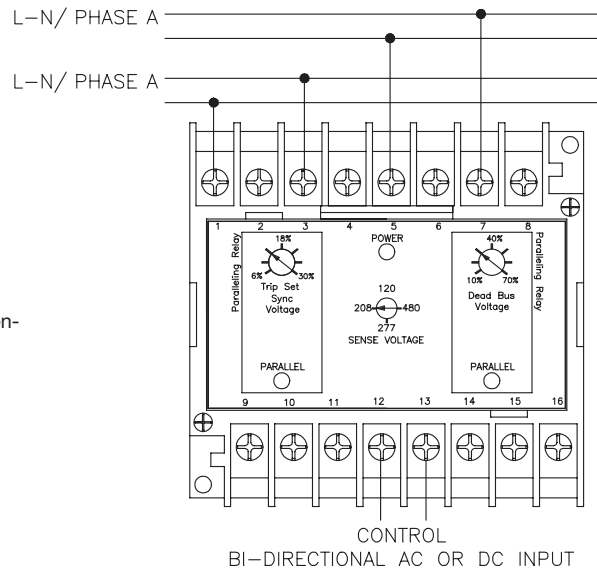 L–N/ PHASE A
L–N/ PHASE A
1 2 3 4 5 6 7 8
Paralleling Relay
18%
6% 30%
Trip Set
Sync
Voltage
PARALLEL
POWER
120
208 480
277
SENSE VOLTAGE
40%
10% 70%
Dead Bus
Voltage
PARALLEL
Paralleling Relay
on-
9 10 11 12 13 14 15 16
CONTROL
BI–DIRECTIONAL AC OR DC INPUT